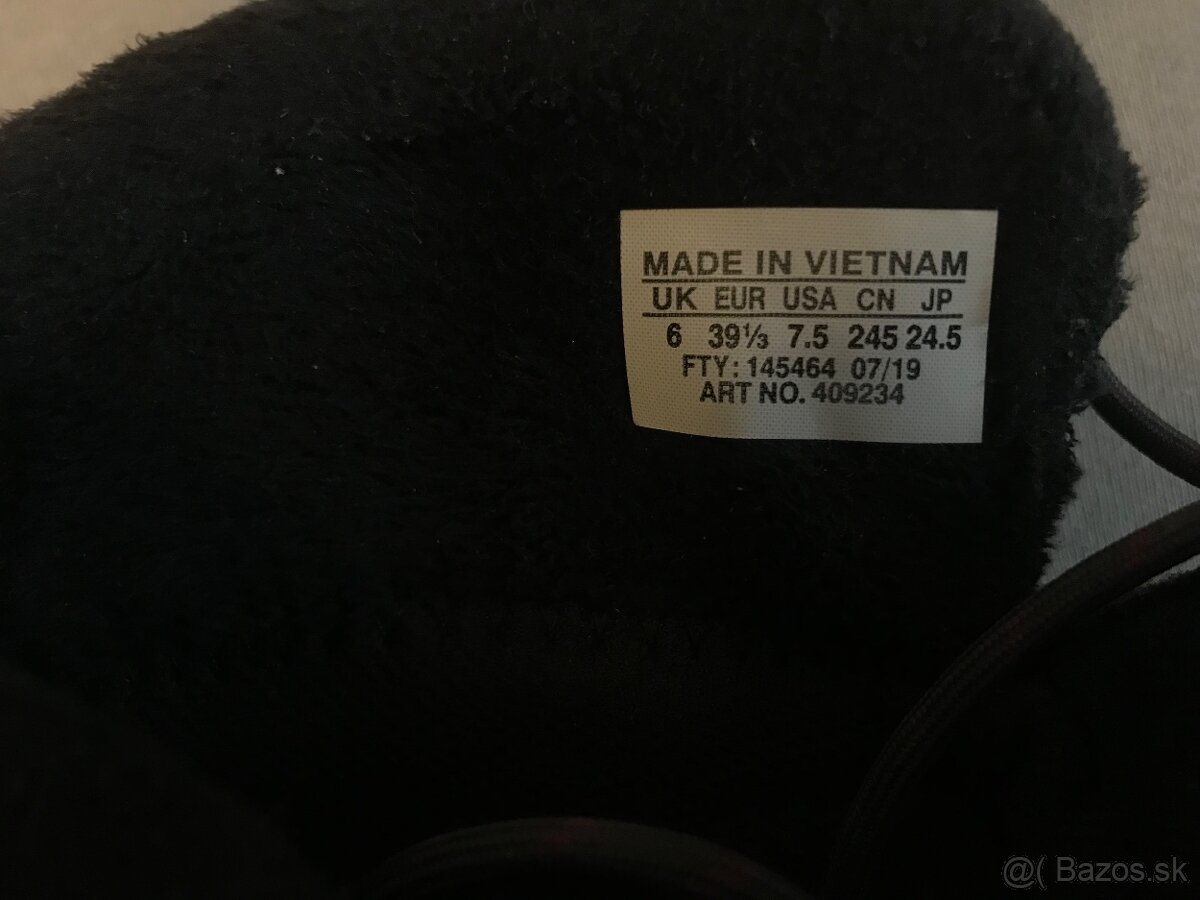 MADE IN VIETNAM
UK EUR USA CN JP
6 39⅓ 7.5 245 24.5
FTY: 145464 07/19
ART NO. 409234
@( Bazos.sk